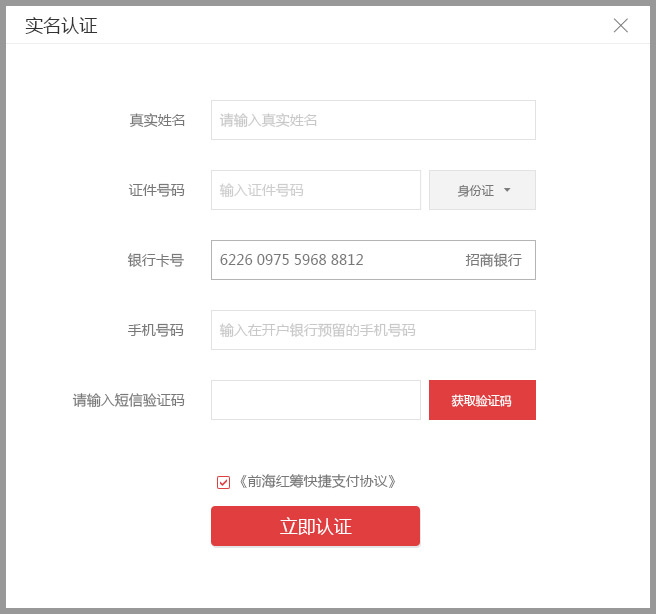 实名认证
真实姓名 请输入真实姓名
证件号码 输入证件号码 身份证
银行卡号 6226 0975 5968 8812 招商银行
手机号码 输入在开户银行预留的手机号码
请输入短信验证码 获取验证码
《前海红筹快捷支付协议》
立即认证